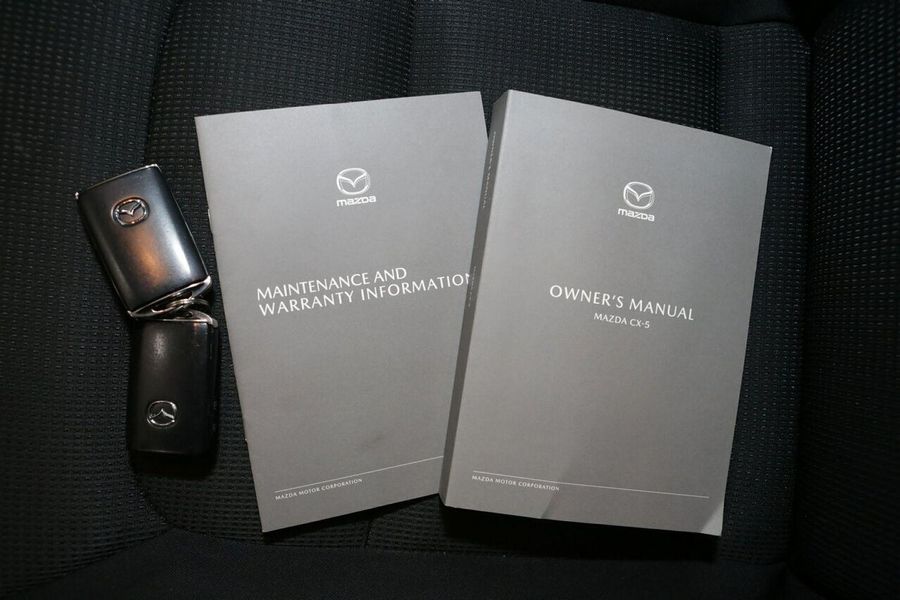 mazda
MAINTENANCE AND
WARRANTY INFORMATION
MAZDA MOTOR CORPORATION
mazda
OWNER'S MANUAL
MAZDA CX-5
MAZDA MOTOR CORPORATION